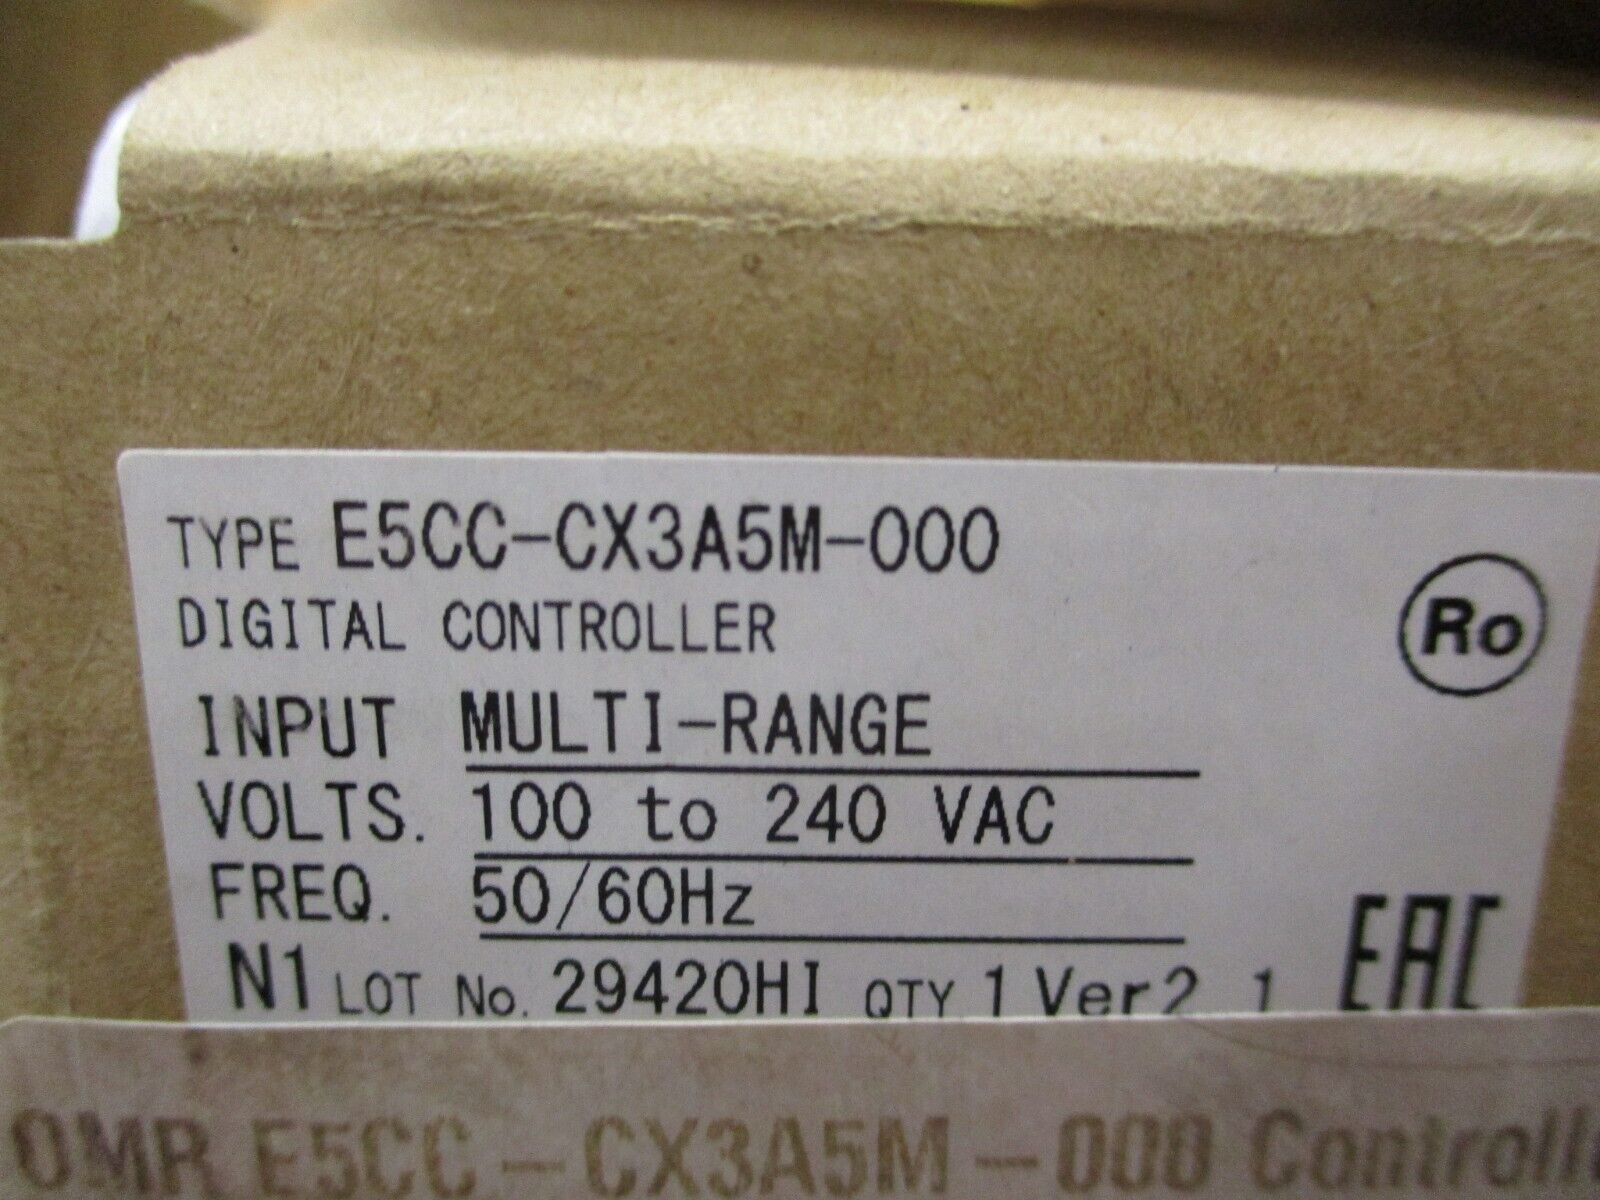 TYPE E5CC-CX3A5M-000
DIGITAL CONTROLLER
Ro
INPUT MULTI-RANGE
VOLTS. 100 to 240 VAC
FREQ. 50/60Hz
N1 LOT No. 29420HI QTY 1 Ver2.1
EAC
OMR E5CC-CX3A5M-000 Controlle